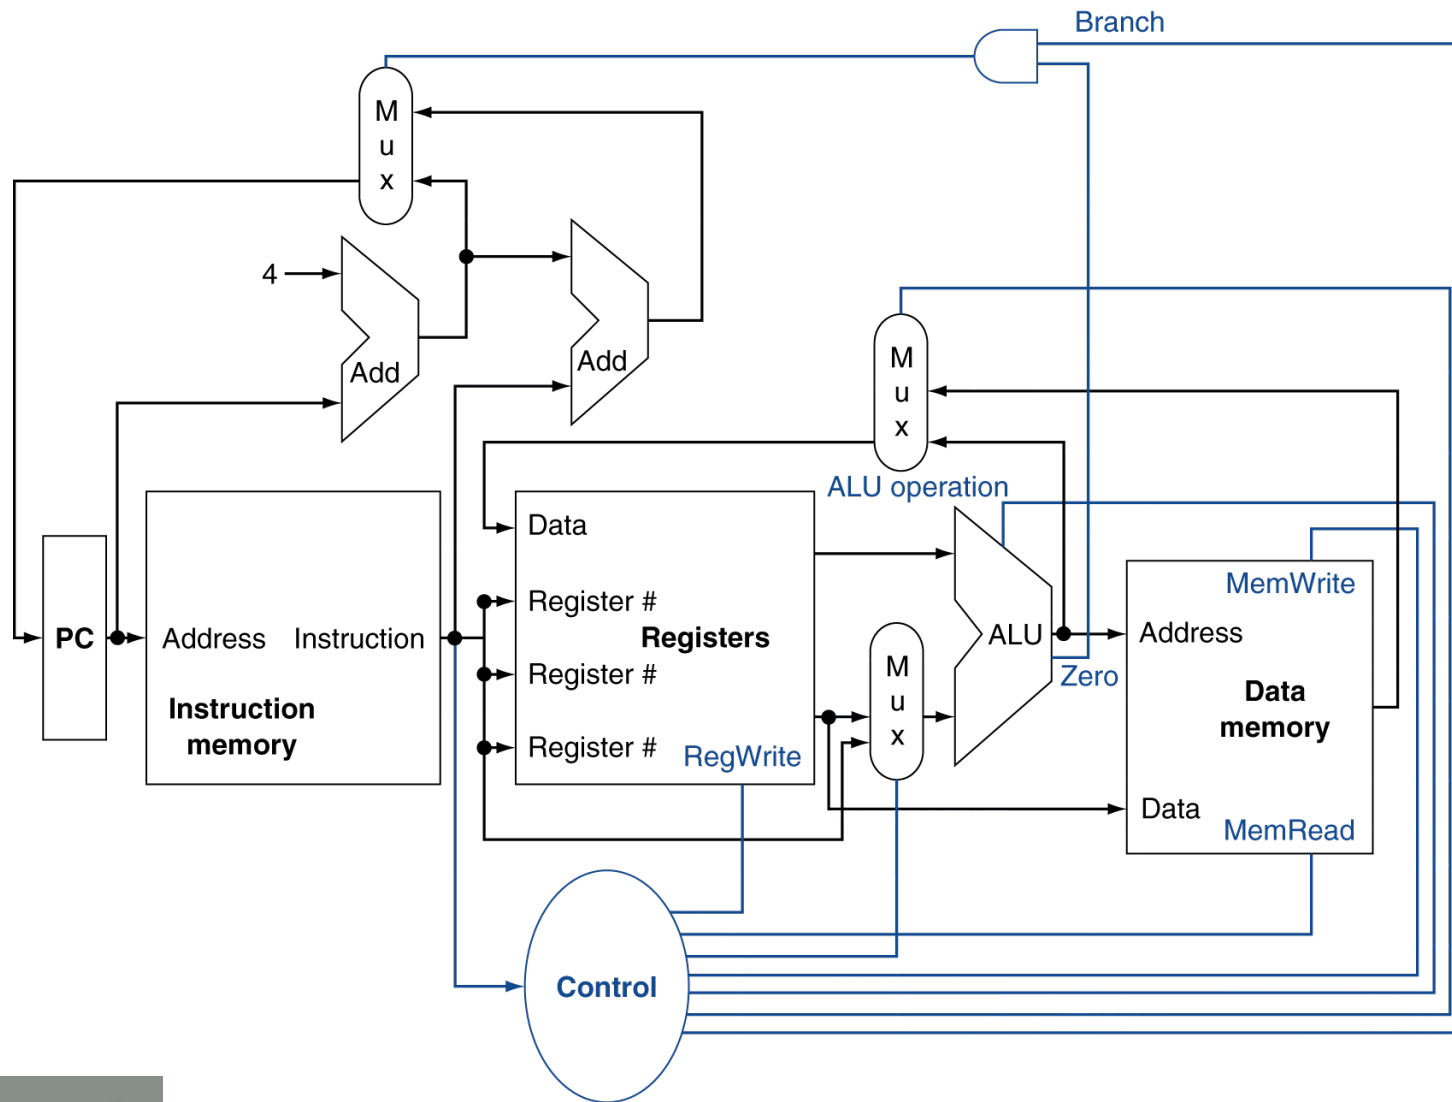 Branch
M
u
x
4
Add
Add
M
u
x
ALU operation
Data
MemWrite
Register #
PC
Address
Instruction
Registers
ALU
Address
M
u
x
Zero
Register #
Instruction
memory
Data
memory
Register #
RegWrite
Data
MemRead
Control